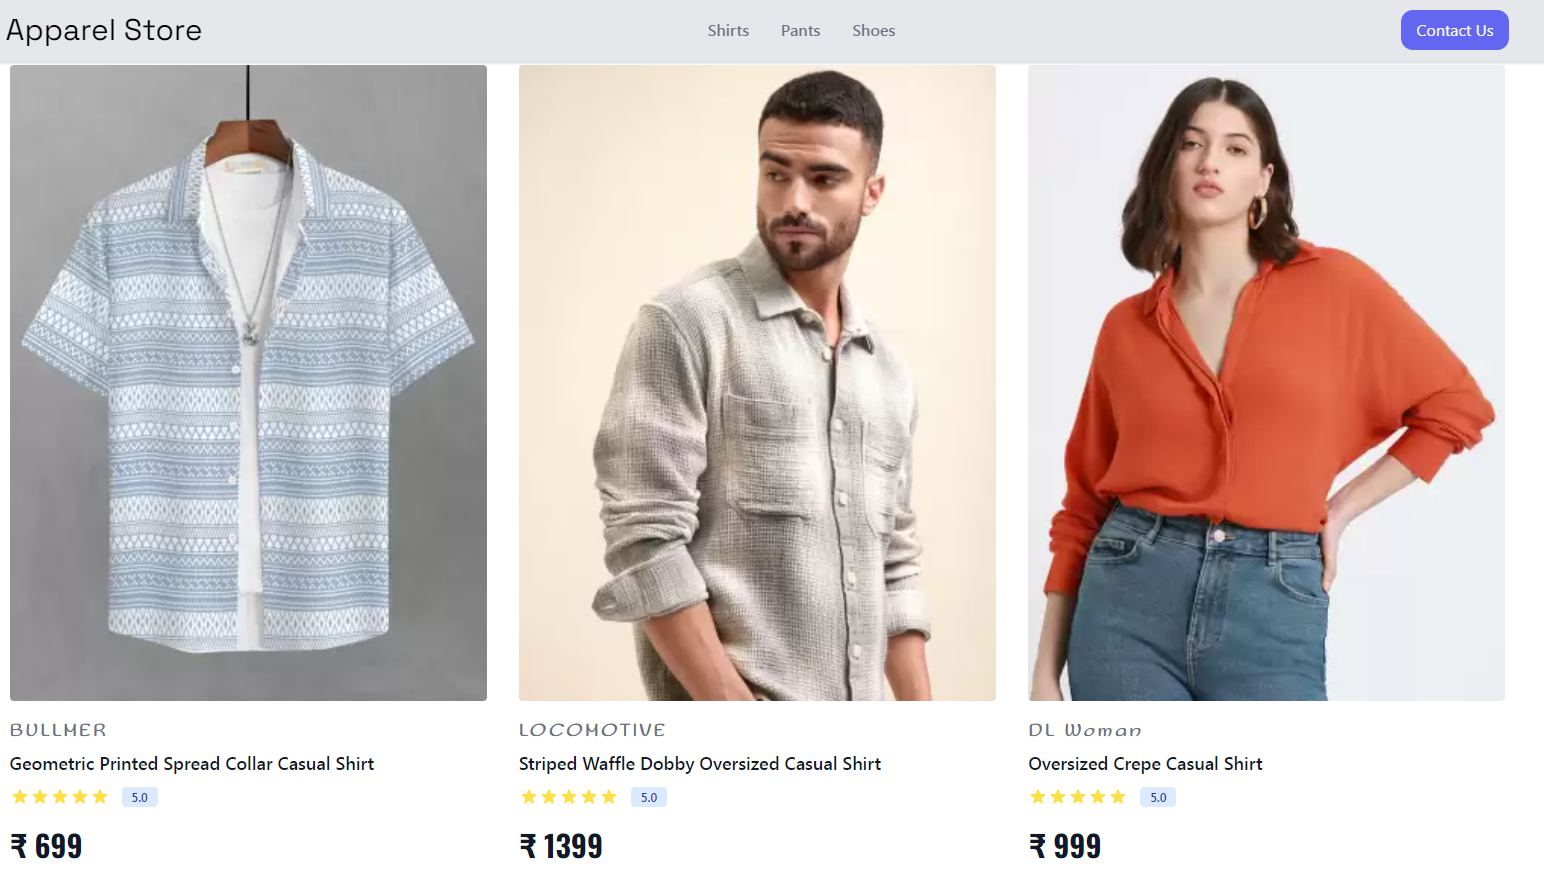 Apparel Store
Shirts Pants Shoes
Contact Us
BULLMER
Geometric Printed Spread Collar Casual Shirt
5.0
₹ 699
LOCOMOTIVE
Striped Waffle Dobby Oversized Casual Shirt
5.0
₹ 1399
DL Woman
Oversized Crepe Casual Shirt
5.0
₹ 999